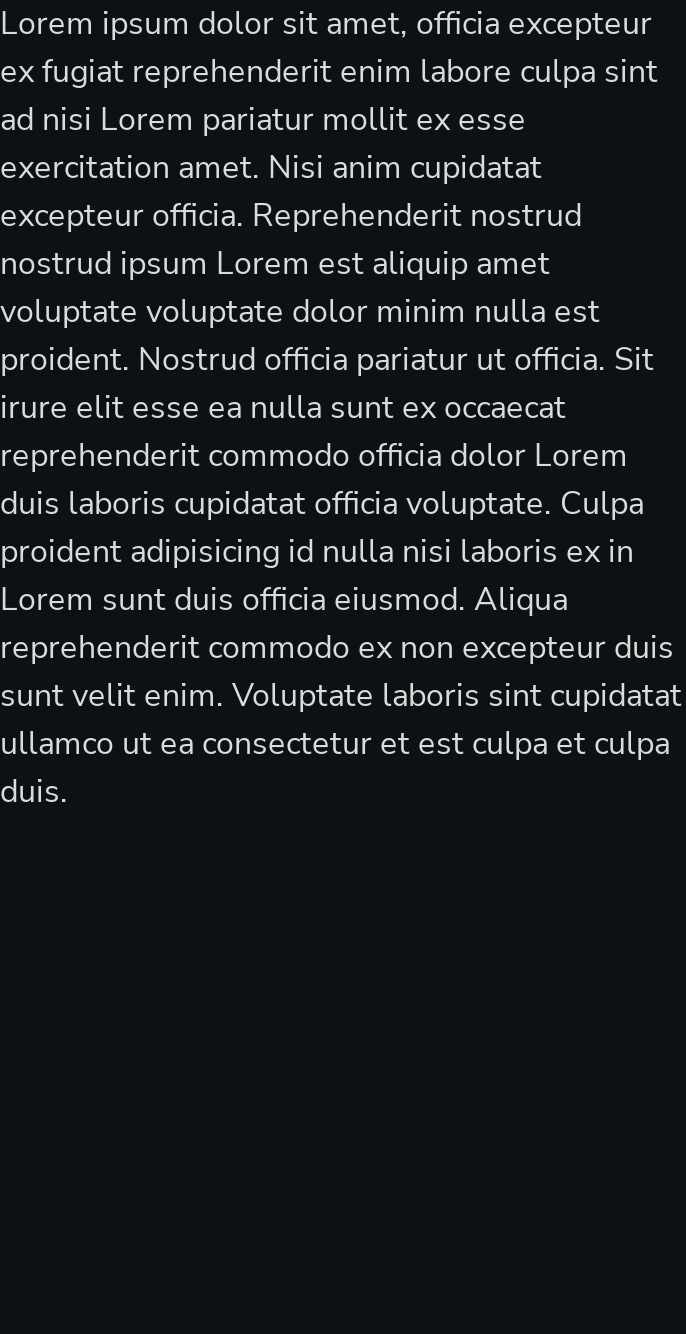 Lorem ipsum dolor sit amet, officia excepteur
ex fugiat reprehenderit enim labore culpa sint
ad nisi Lorem pariatur mollit ex esse
exercitation amet. Nisi anim cupidatat
excepteur officia. Reprehenderit nostrud
nostrud ipsum Lorem est aliquip amet
voluptate voluptate dolor minim nulla est
proident. Nostrud officia pariatur ut officia. Sit
irure elit esse ea nulla sunt ex occaecat
reprehenderit commodo officia dolor Lorem
duis laboris cupidatat officia voluptate. Culpa
proident adipisicing id nulla nisi laboris ex in
Lorem sunt duis officia eiusmod. Aliqua
reprehenderit commodo ex non excepteur duis
sunt velit enim. Voluptate laboris sint cupidatat
ullamco ut ea consectetur et est culpa et culpa
duis.